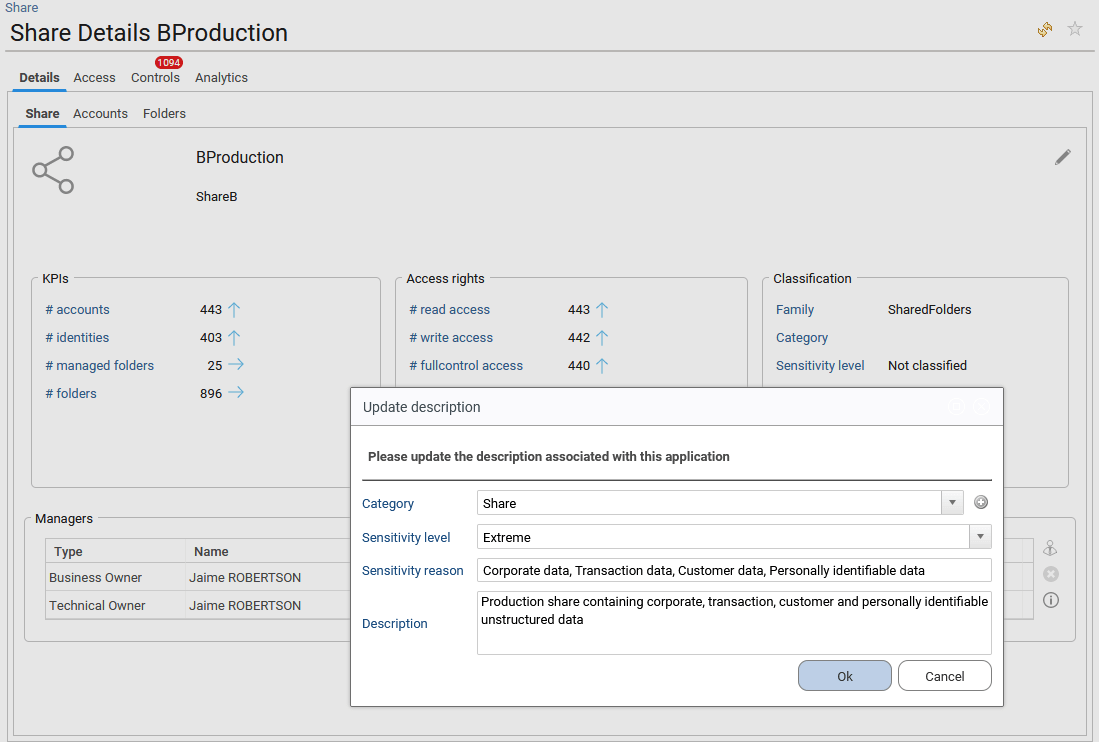 Share
Share Details BProduction
1094
Details Access Controls Analytics
Share Accounts Folders
BProduction
ShareB
KPIs
# accounts 443
# identities 403
# managed folders 25
# folders 896
Access rights
# read access 443
# write access 442
# fullcontrol access 440
Classification
Family SharedFolders
Category
Sensitivity level Not classified
Managers
Type Name
Business Owner Jaime ROBERTSON
Technical Owner Jaime ROBERTSON
Update description
Please update the description associated with this application
Category Share
Sensitivity level Extreme
Sensitivity reason Corporate data, Transaction data, Customer data, Personally identifiable data
Description Production share containing corporate, transaction, customer and personally identifiable
unstructured data
Ok Cancel